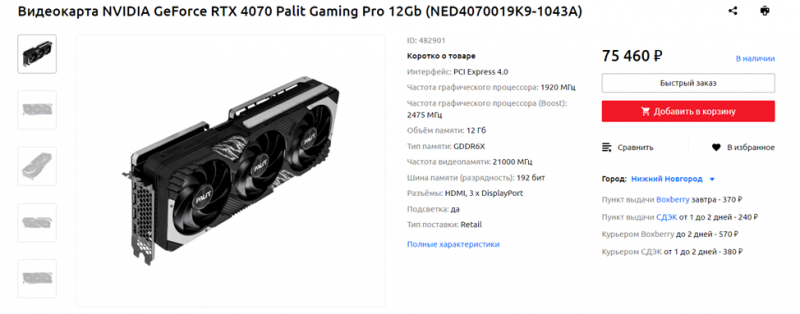 Видеокарта NVIDIA GeForce RTX 4070 Palit Gaming Pro 12Gb (NED4070019K9-1043A)
ID: 482901
Коротко о товаре
Интерфейс: PCI Express 4.0
Частота графического процессора: 1920 МГц
Частота графического процессора (Boost):
2475 МГц
Объём памяти: 12 Гб
Тип памяти: GDDR6X
Частота видеопамяти: 21000 МГц
Шина памяти (разрядность): 192 бит
Разъёмы: HDMI, 3 x DisplayPort
Подсветка: да
Тип поставки: Retail
Полные характеристики
75 460 ₽
В наличии
Быстрый заказ
Добавить в корзину
Сравнить
В избранное
Город: Нижний Новгород
Пункт выдачи Boxberry завтра - 370 ₽
Пункт выдачи СДЭК от 1 до 2 дней - 240 ₽
Курьером Boxberry до 2 дней - 570 ₽
Курьером СДЭК от 1 до 2 дней - 380 ₽
PALIT
PALIT
PALIT
PALIT